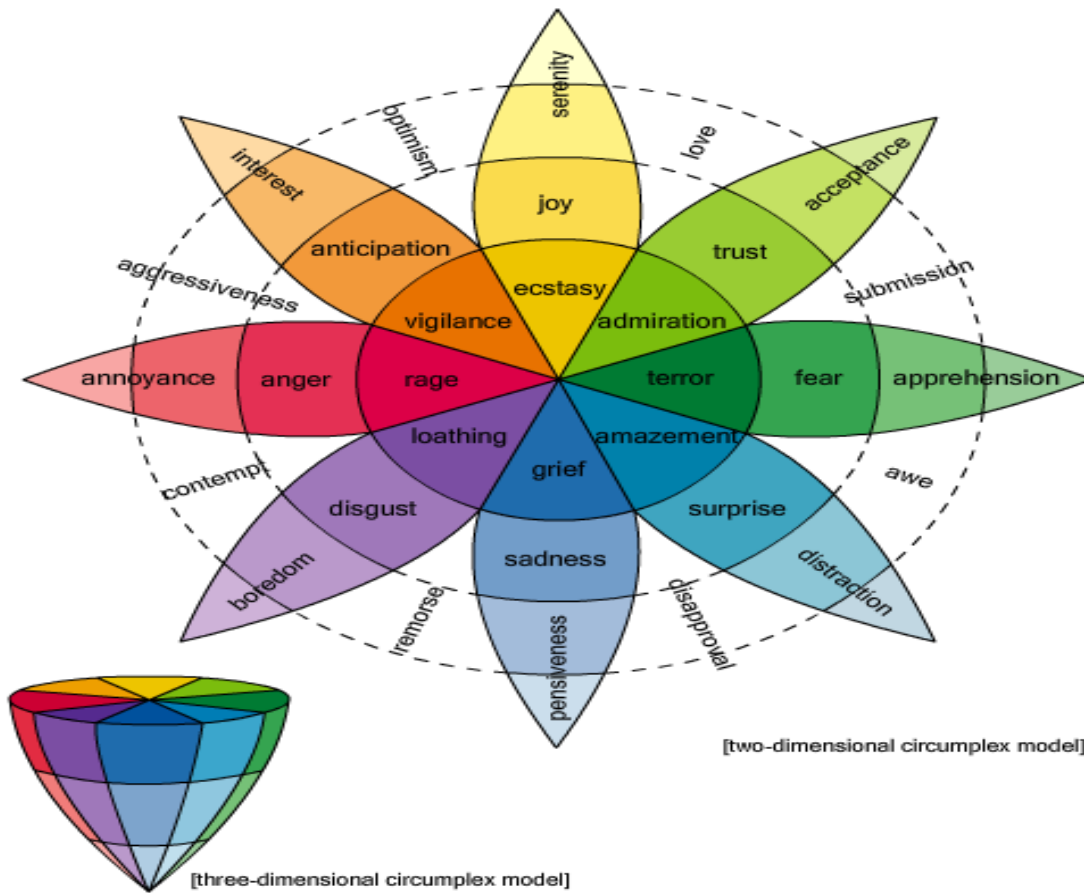 serenity
optimism
love
interest
acceptance
joy
anticipation
trust
aggressiveness
submission
ecstasy
vigilance
admiration
annoyance
anger
rage
terror
fear
apprehension
loathing
amazement
contempt
grief
awe
disgust
surprise
sadness
boredom
distraction
remorse
disapproval
pensiveness
[two-dimensional circumplex model]
[three-dimensional circumplex model]